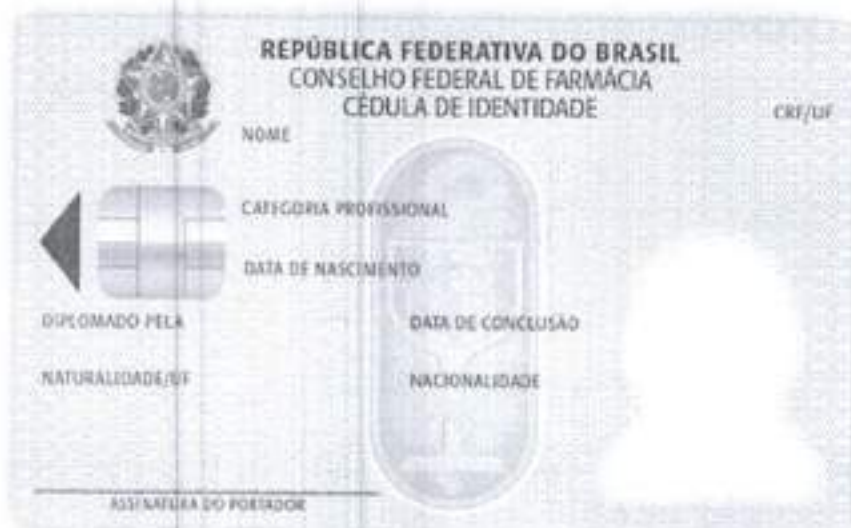 REPÚBLICA FEDERATIVA DO BRASIL
CONSELHO FEDERAL DE FARMÁCIA
CÉDULA DE IDENTIDADE
CRF/UF
NOME
CATEGORIA PROFISSIONAL
DATA DE NASCIMENTO
DIPLOMADO PELA
DATA DE CONCLUSÃO
NATURALIDADE/UF
NACIONALIDADE
ASSINATURA DO PORTADOR